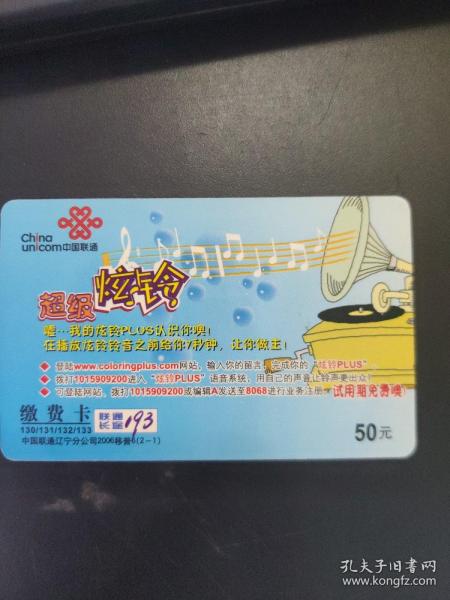 China
unicom中国联通
超级炫铃
嘘…我的炫铃PLUS认识你噢!
在播放炫铃铃音之前给你7秒钟,让你做主!
◆ 登陆www.coloringplus.com网站,输入你的留言,完成你的“炫铃PLUS”
◆ 拨打1015909200进入“炫铃PLUS”语音系统,用自己的声音让铃声更出众!
◆ 可登陆网站、拨打1015909200或编辑A发送至8068进行业务注册,试用期免费噢!
缴费卡 联通长途193
130/131/132/133
50元
中国联通辽宁分公司2006移普6(2-1)
孔夫子旧书网
www.kongfz.com